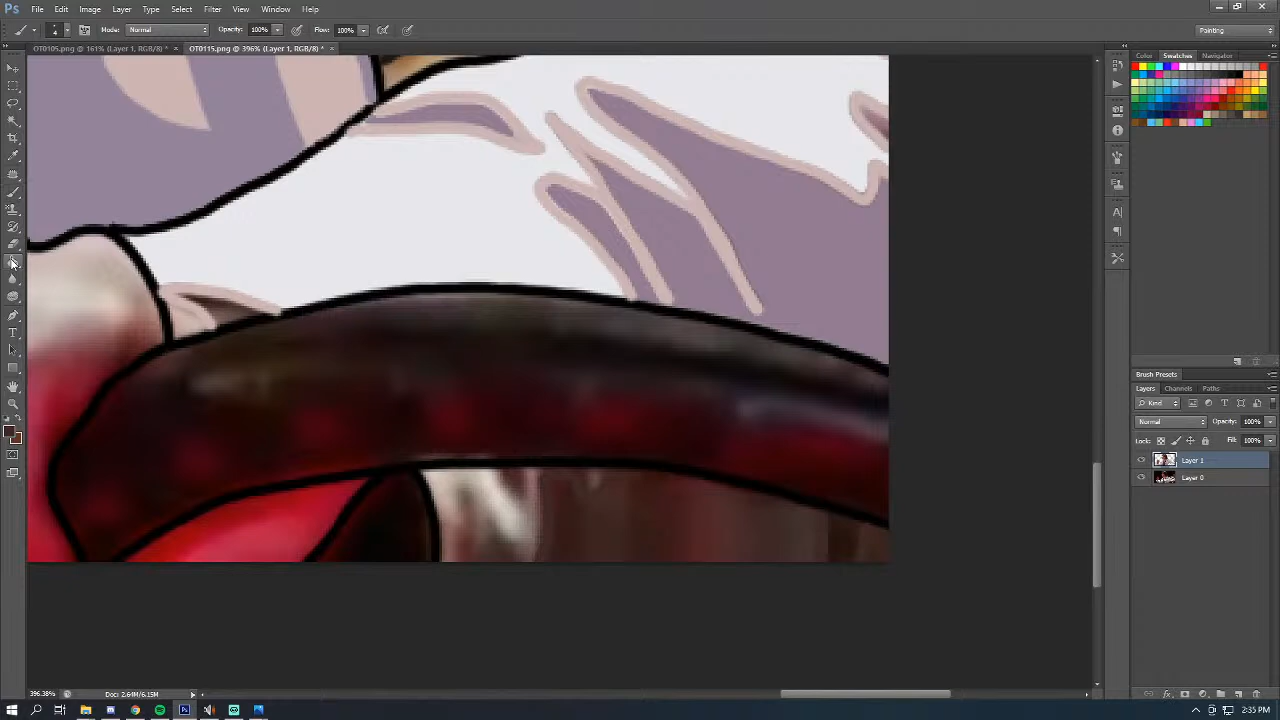 Ps File Edit Image Layer Type Select Filter View Window Help
4 Mode: Normal Opacity: 100% Flow: 100% Painting
OT0105.png @ 161% (Layer 1, RGB/8) * × OT0115.png @ 396% (Layer 1, RGB/8) * ×
Color Swatches Navigator
Brush Presets
Layers Channels Paths
Kind
Normal Opacity: 100%
Lock: Fill: 100%
Layer 1
Layer 0
396.38% Doc: 2.64M/6.15M
2:35 PM